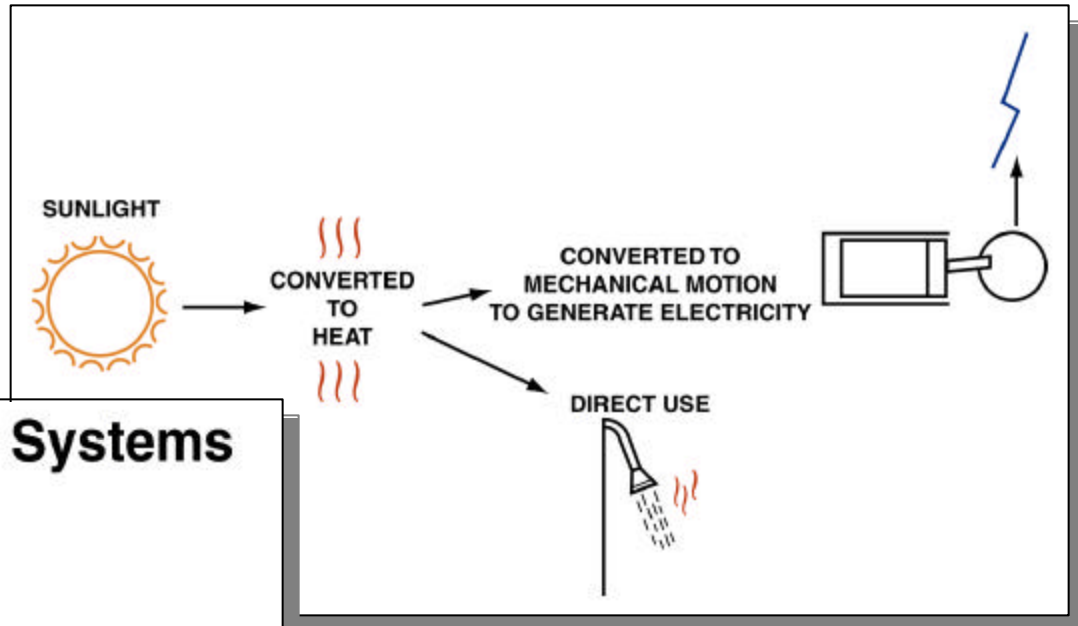 SUNLIGHT
CONVERTED
TO
HEAT
CONVERTED TO
MECHANICAL MOTION
TO GENERATE ELECTRICITY
DIRECT USE
Systems